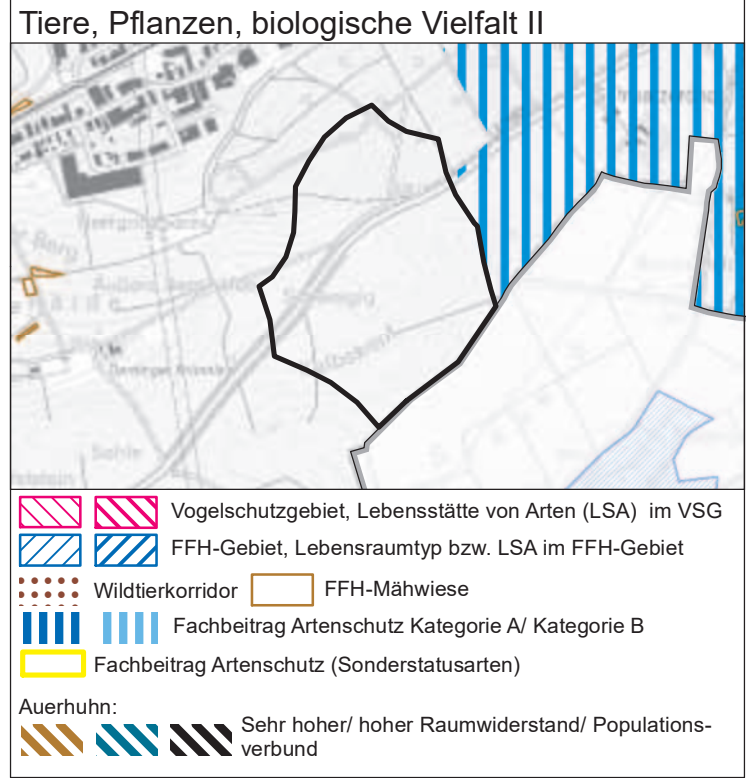 Tiere, Pflanzen, biologische Vielfalt II
Sohle
Vogelschutzgebiet, Lebensstätte von Arten (LSA)  im VSG
FFH-Gebiet, Lebensraumtyp bzw. LSA im FFH-Gebiet
Wildtierkorridor FFH-Mähwiese
Fachbeitrag Artenschutz Kategorie A/ Kategorie B
Fachbeitrag Artenschutz (Sonderstatusarten)
Auerhuhn:
Sehr hoher/ hoher Raumwiderstand/ Populations-
verbund